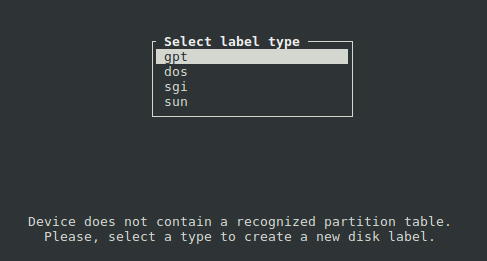 Select label type
gpt
dos
sgi
sun
Device does not contain a recognized partition table.
Please, select a type to create a new disk label.